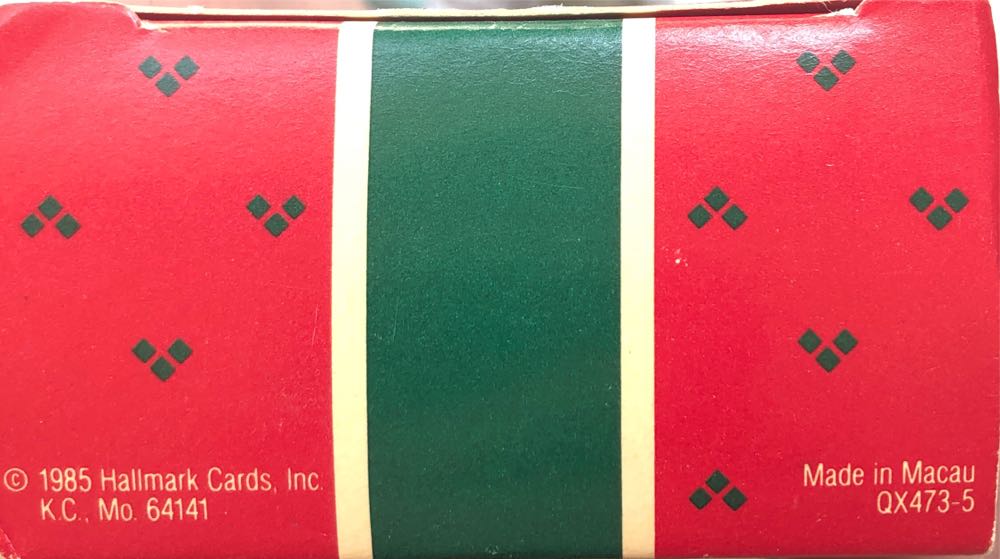 © 1985 Hallmark Cards, Inc.
K.C., Mo. 64141
Made in Macau
QX473-5